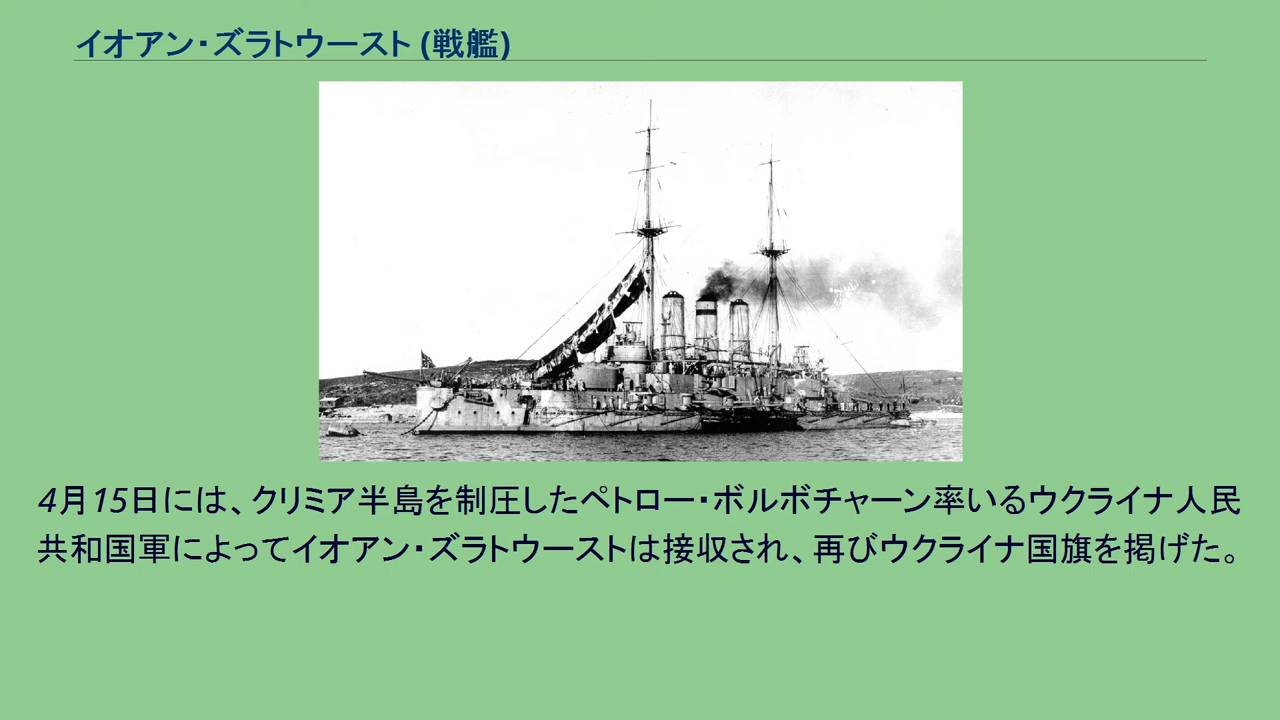 イオアン・ズラトウースト (戦艦)
4月15日には、クリミア半島を制圧したペトロー・ボルボチャーン率いるウクライナ人民
共和国軍によってイオアン・ズラトウーストは接収され、再びウクライナ国旗を掲げた。